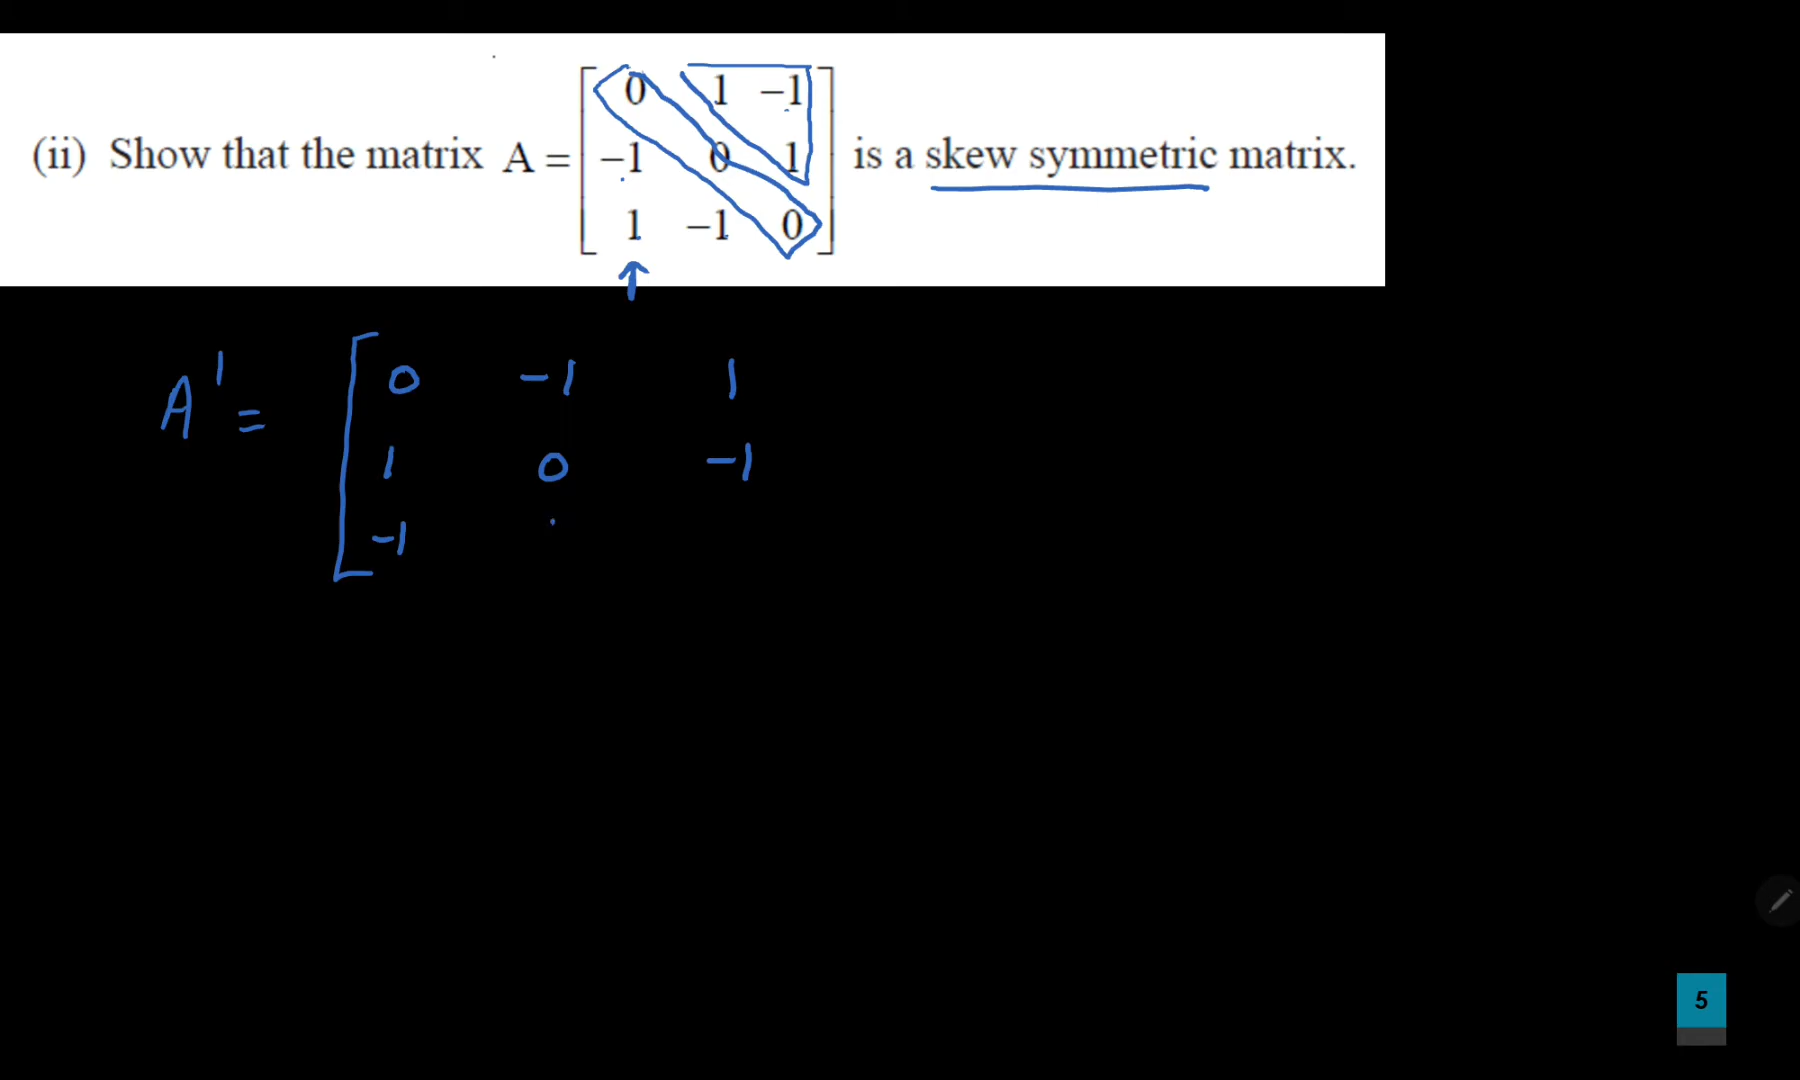 0 1 −1
(ii) Show that the matrix A = −1 0 1 is a skew symmetric matrix.
1 −1 0
A' = 0 -1 1
1 0 -1
-1
5